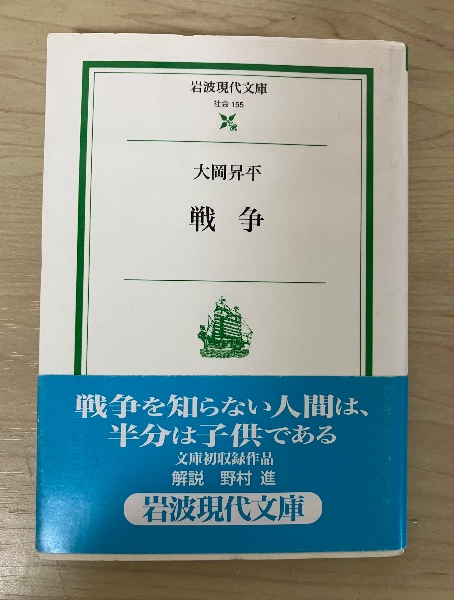 岩波現代文庫
社会 155
大岡昇平
戦争
戦争を知らない人間は、
半分は子供である
文庫初収録作品
解説 野村 進
岩波現代文庫